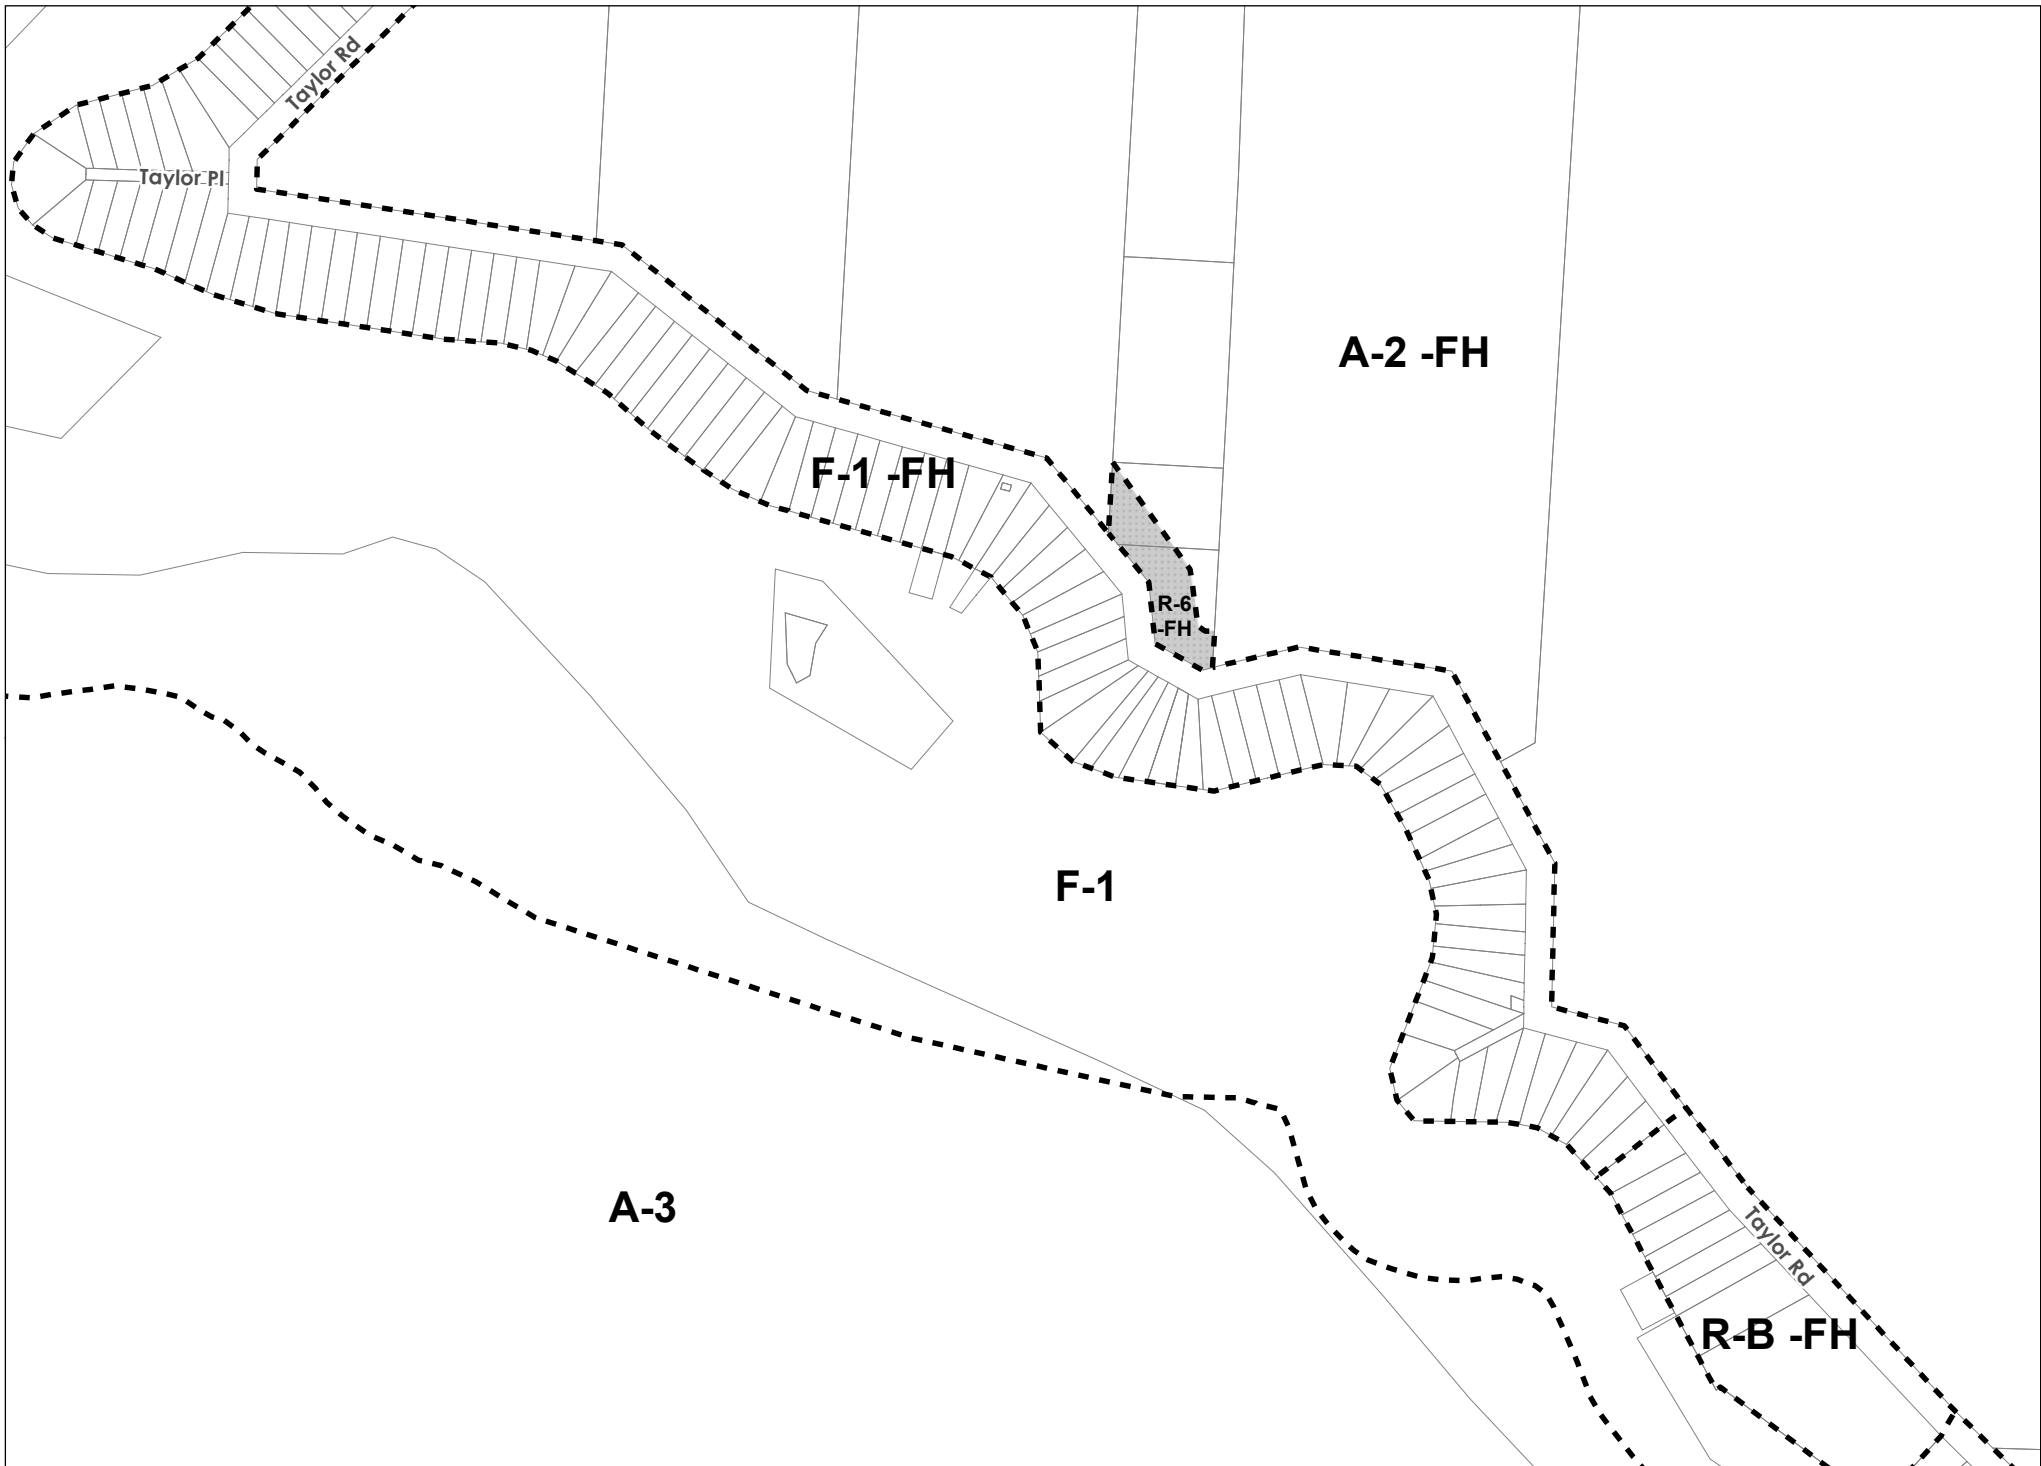 Taylor Rd
Taylor Pl
A-2 -FH
F-1 -FH
R-6
-FH
F-1
A-3
Taylor Rd
R-B -FH